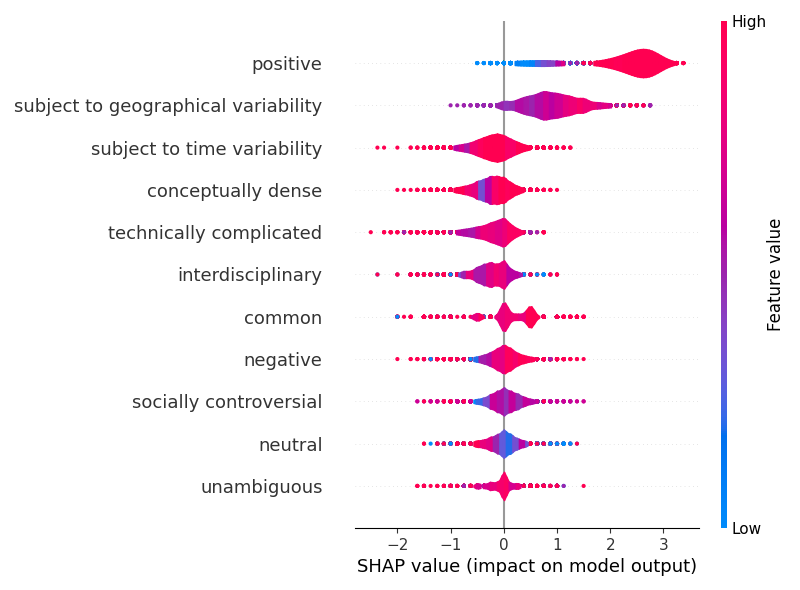 High
positive
subject to geographical variability
subject to time variability
conceptually dense
technically complicated
interdisciplinary
common
negative
socially controversial
neutral
unambiguous
Feature value
Low
−2 −1 0 1 2 3
SHAP value (impact on model output)